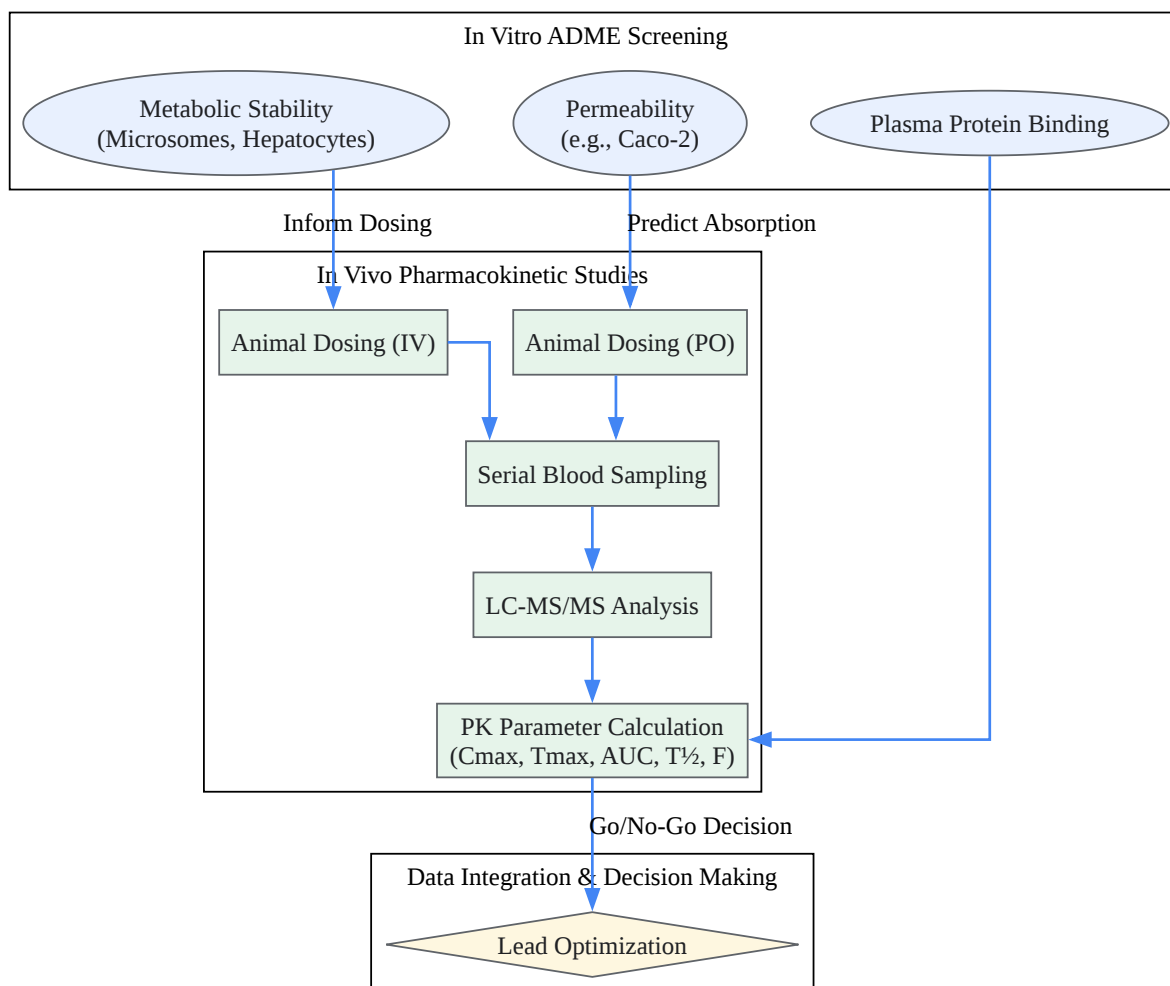 In Vitro ADME Screening
Metabolic Stability
(Microsomes, Hepatocytes)
Permeability
(e.g., Caco-2)
Plasma Protein Binding
Inform Dosing
Predict Absorption
In Vivo Pharmacokinetic Studies
Animal Dosing (IV)
Animal Dosing (PO)
Serial Blood Sampling
LC-MS/MS Analysis
PK Parameter Calculation
(Cmax, Tmax, AUC, T½, F)
Go/No-Go Decision
Data Integration & Decision Making
Lead Optimization